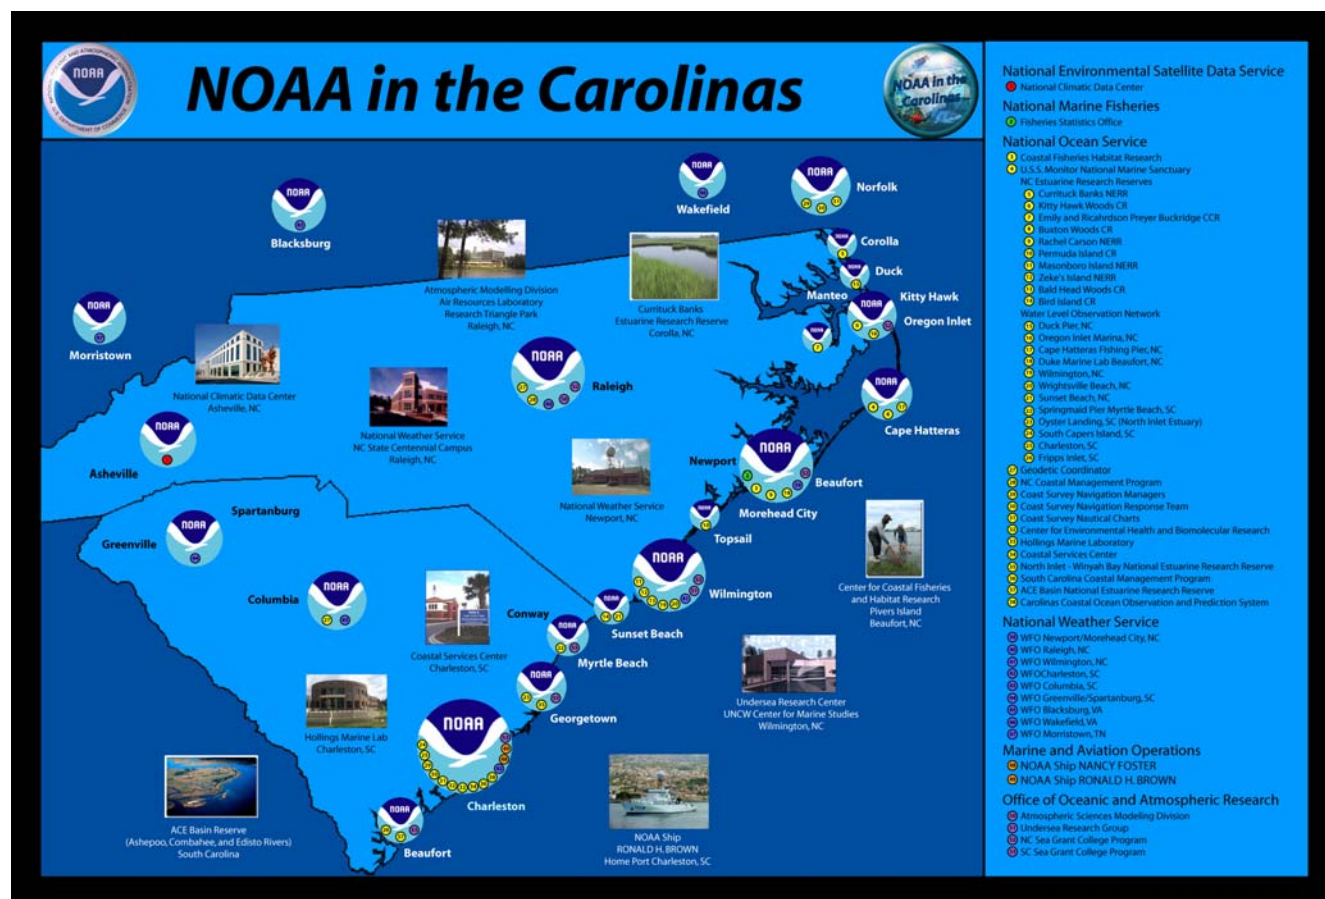 NOAA in the Carolinas
NOAA
NOAA in the
Carolinas
Blacksburg
Wakefield
Norfolk
Corolla
Duck
Manteo
Kitty Hawk
Oregon Inlet
Morristown
Atmospheric Modelling Division
Air Resources Laboratory
Research Triangle Park
Raleigh, NC
Currituck Banks
Estuarine Research Reserve
Corolla, NC
National Climatic Data Center
Asheville, NC
Raleigh
National Weather Service
NC State Centennial Campus
Raleigh, NC
Cape Hatteras
Asheville
National Weather Service
Newport, NC
Newport
Beaufort
Morehead City
Topsail
Spartanburg
Greenville
Center for Coastal Fisheries
and Habitat Research
Pivers Island
Beaufort, NC
Columbia
Wilmington
Conway
Sunset Beach
Myrtle Beach
Coastal Services Center
Charleston, SC
Undersea Research Center
UNCW Center for Marine Studies
Wilmington, NC
Georgetown
Hollings Marine Lab
Charleston, SC
Charleston
ACE Basin Reserve
(Ashepoo, Combahee, and Edisto Rivers)
South Carolina
Beaufort
NOAA Ship
RONALD H. BROWN
Home Port Charleston, SC
National Environmental Satellite Data Service
National Climatic Data Center
National Marine Fisheries
Fisheries Statistics Office
National Ocean Service
Coastal Fisheries Habitat Research
U.S.S. Monitor National Marine Sanctuary
NC Estuarine Research Reserves
Currituck Banks NERR
Kitty Hawk Woods CR
Emily and Ricahrdson Preyer Buckridge CCR
Buxton Woods CR
Rachel Carson NERR
Permuda Island CR
Masonboro Island NERR
Zeke's Island NERR
Bald Head Woods CR
Bird Island CR
Water Level Observation Network
Duck Pier, NC
Oregon Inlet Marina, NC
Cape Hatteras Fishing Pier, NC
Duke Marine Lab Beaufort, NC
Wilmington, NC
Wrightsville Beach, NC
Sunset Beach, NC
Springmaid Pier Myrtle Beach, SC
Oyster Landing, SC (North Inlet Estuary)
South Capers Island, SC
Charleston, SC
Fripps Inlet, SC
Geodetic Coordinator
NC Coastal Management Program
Coast Survey Navigation Managers
Coast Survey Navigation Response Team
Coast Survey Nautical Charts
Center for Environmental Health and Biomolecular Research
Hollings Marine Laboratory
Coastal Services Center
North Inlet - Winyah Bay National Estuarine Research Reserve
South Carolina Coastal Management Program
ACE Basin National Estuarine Research Reserve
Carolinas Coastal Ocean Observation and Prediction System
National Weather Service
WFO Newport/Morehead City, NC
WFO Raleigh, NC
WFO Wilmington, NC
WFOCharleston, SC
WFO Columbia, SC
WFO Greenville/Spartanburg, SC
WFO Blacksburg, VA
WFO Wakefield, VA
WFO Morristown, TN
Marine and Aviation Operations
NOAA Ship NANCY FOSTER
NOAA Ship RONALD H. BROWN
Office of Oceanic and Atmospheric Research
Atmospheric Sciences Modeling Division
Undersea Research Group
NC Sea Grant College Program
SC Sea Grant College Program